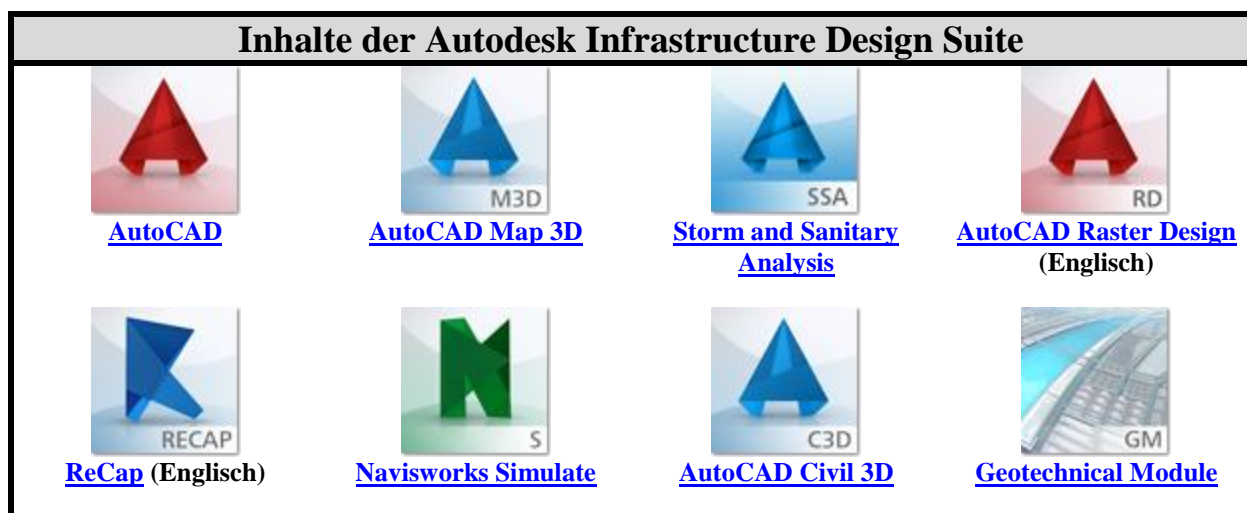 Inhalte der Autodesk Infrastructure Design Suite
M3D
SSA
RD
AutoCAD
AutoCAD Map 3D
Storm and Sanitary
Analysis
AutoCAD Raster Design
(Englisch)
RECAP
S
C3D
GM
ReCap (Englisch)
Navisworks Simulate
AutoCAD Civil 3D
Geotechnical Module